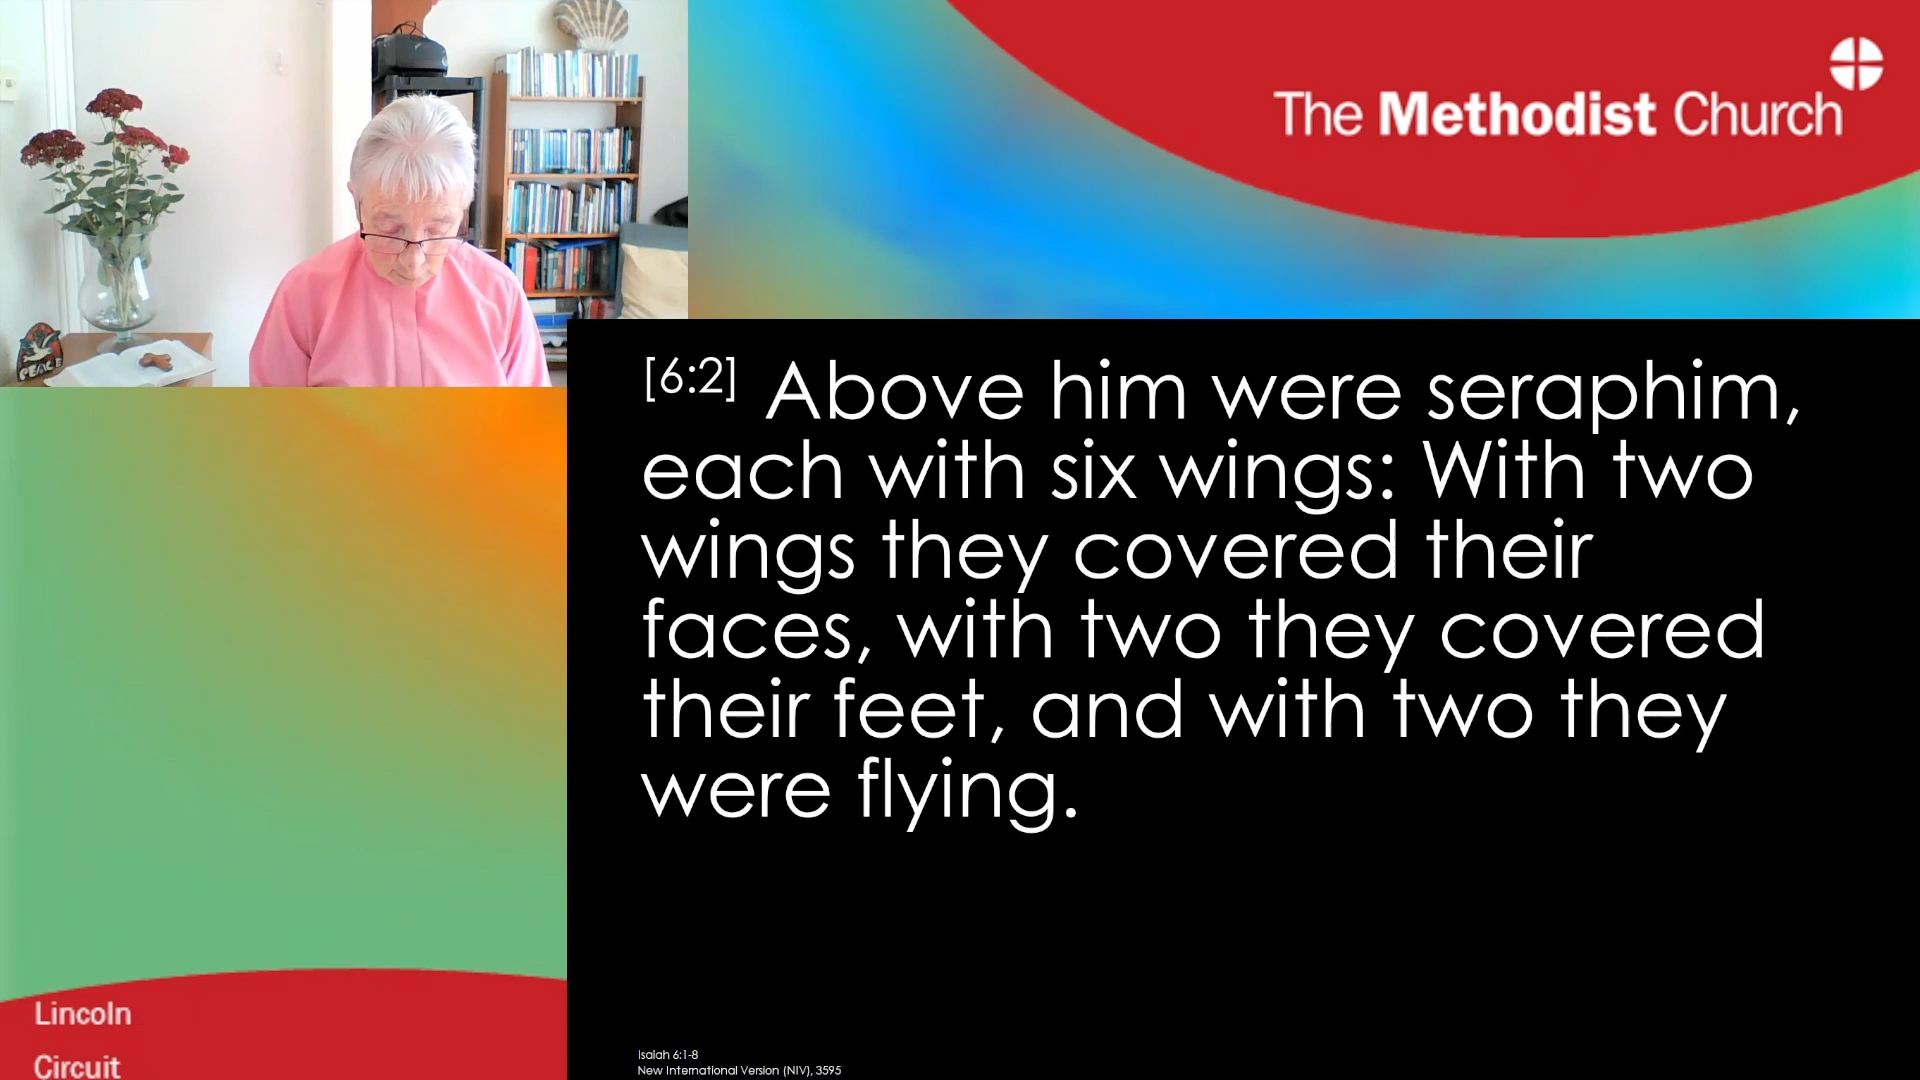 The Methodist Church
PEACE
[6:2] Above him were seraphim,
each with six wings: With two
wings they covered their
faces, with two they covered
their feet, and with two they
were flying.
Lincoln
Circuit
Isaiah 6:1-8
New International Version (NIV), 3595